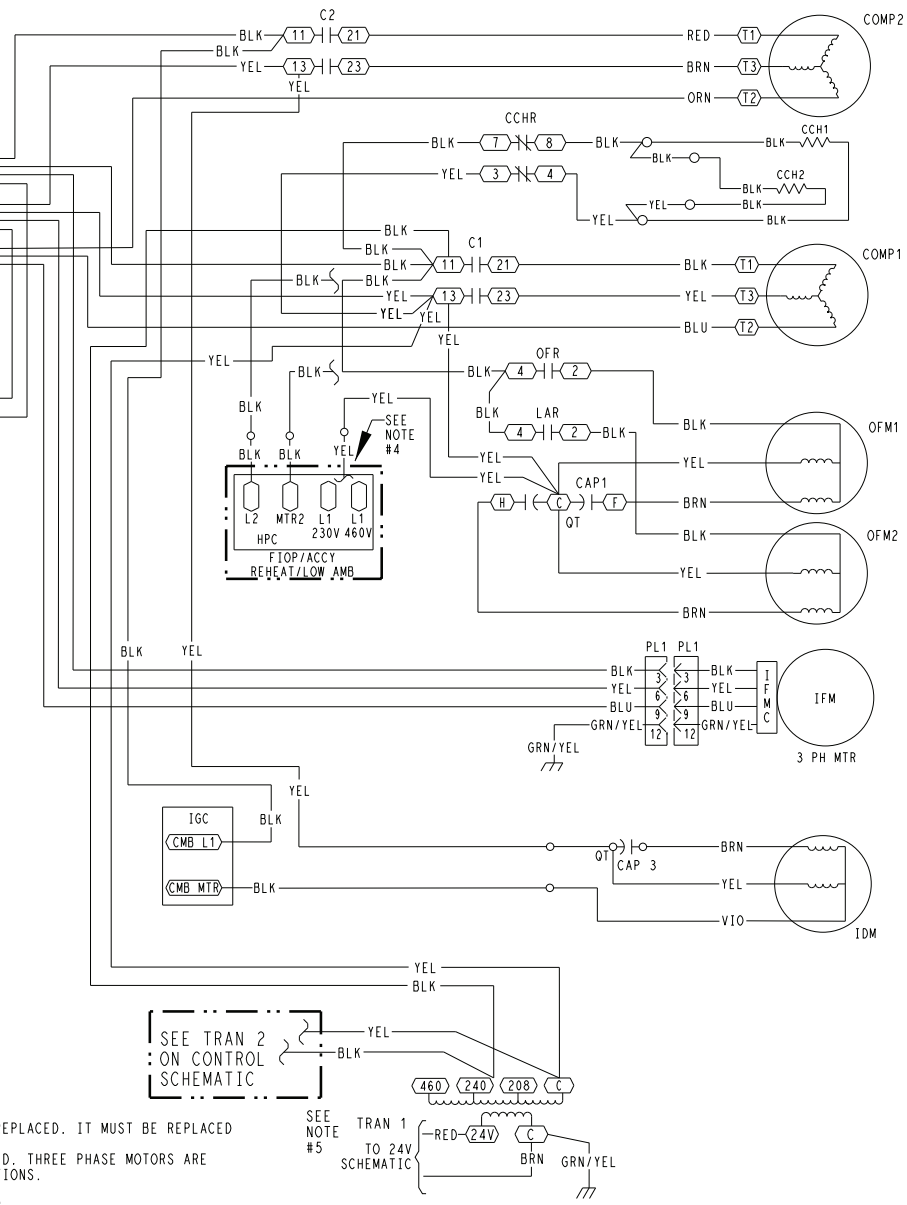 C2
COMP2
BLK 11 21 RED T1
BLK
YEL 13 23 BRN T3
YEL
ORN T2
CCHR
CCH1
BLK 7 8 BLK BLK
BLK
CCH2
YEL 3 4 BLK
YEL BLK
YEL BLK
BLK
C1
BLK
COMP1
BLK 11 21 BLK T1
BLK BLK
YEL 13 23 YEL T3
YEL YEL
BLU T2
YEL
OFR
YEL
BLK BLK 4 2
YEL
BLK
BLK LAR
SEE
NOTE
#4
BLK
OFM1
4 2 BLK
YEL
BLK BLK
YEL YEL
YEL
CAP1
H C F BRN
QT
L2 MTR2 L1 L1
230V 460V
HPC
BLK
OFM2
FIOP/ACCY
REHEAT/LOW AMB
YEL
BRN
BLK YEL
PL1 PL1
BLK 3 3 BLK
YEL 6 6 YEL
BLU 9 9 BLU
GRN/YEL 12 12 GRN/YEL
IFMC
IFM
GRN/YEL
3 PH MTR
YEL
IGC
BLK
CMB L1
QT CAP 3
BRN
CMB MTR BLK
YEL
VIO
IDM
YEL
BLK
SEE TRAN 2
ON CONTROL
SCHEMATIC
YEL
BLK
460 240 208 C
SEE
NOTE
#5
TRAN 1
RED 24V C
TO 24V
SCHEMATIC
BRN GRN/YEL
EPLACED. IT MUST BE REPLACED
D. THREE PHASE MOTORS ARE
IONS.